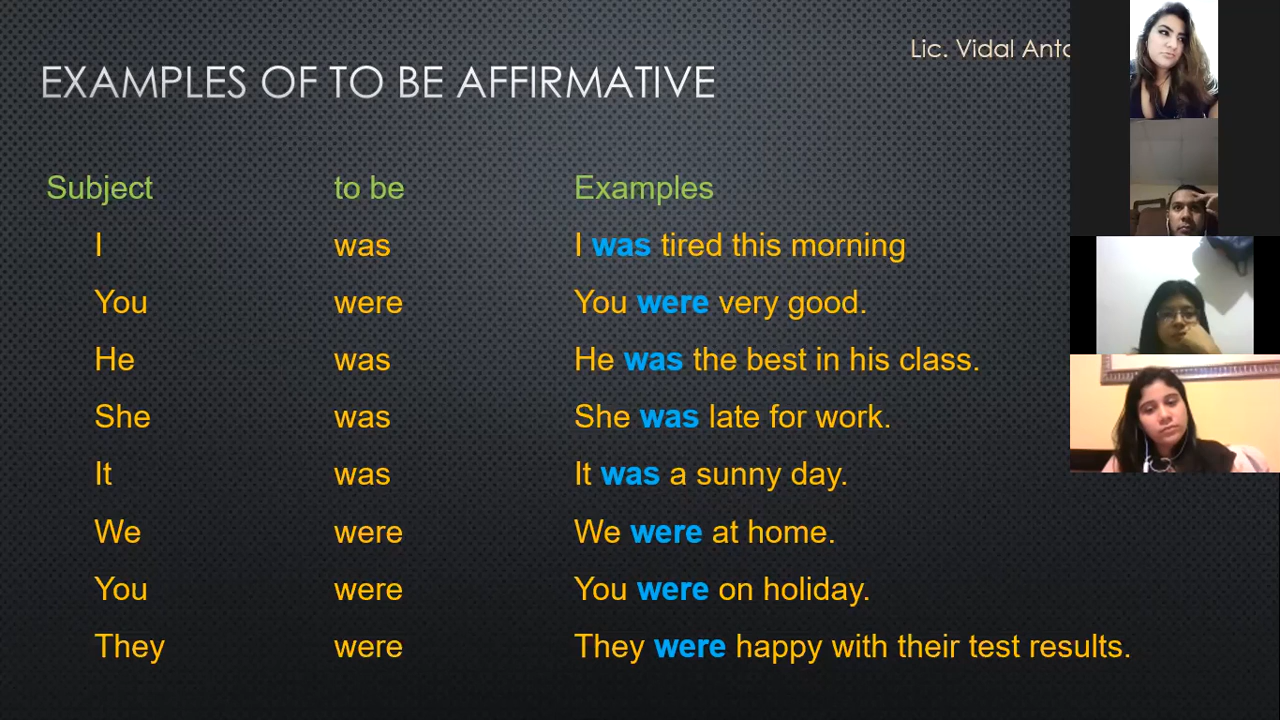 Lic. Vidal
EXAMPLES OF TO BE AFFIRMATIVE
Subject to be Examples
I was I was tired this morning
You were You were very good.
He was He was the best in his class.
She was She was late for work.
It was It was a sunny day.
We were We were at home.
You were You were on holiday.
They were They were happy with their test results.